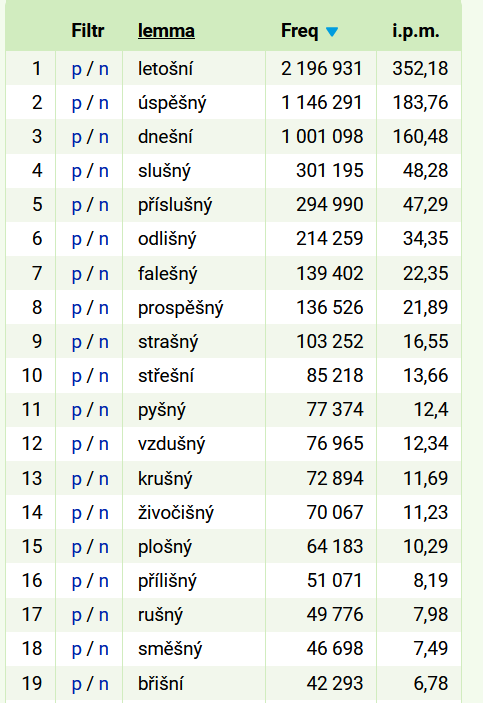 Filtr lemma Freq i.p.m.
1 p / n letošní 2 196 931 352,18
2 p / n úspěšný 1 146 291 183,76
3 p / n dnešní 1 001 098 160,48
4 p / n slušný 301 195 48,28
5 p / n příslušný 294 990 47,29
6 p / n odlišný 214 259 34,35
7 p / n falešný 139 402 22,35
8 p / n prospěšný 136 526 21,89
9 p / n strašný 103 252 16,55
10 p / n střešní 85 218 13,66
11 p / n pyšný 77 374 12,4
12 p / n vzdušný 76 965 12,34
13 p / n krušný 72 894 11,69
14 p / n živočišný 70 067 11,23
15 p / n plošný 64 183 10,29
16 p / n přílišný 51 071 8,19
17 p / n rušný 49 776 7,98
18 p / n směšný 46 698 7,49
19 p / n břišní 42 293 6,78